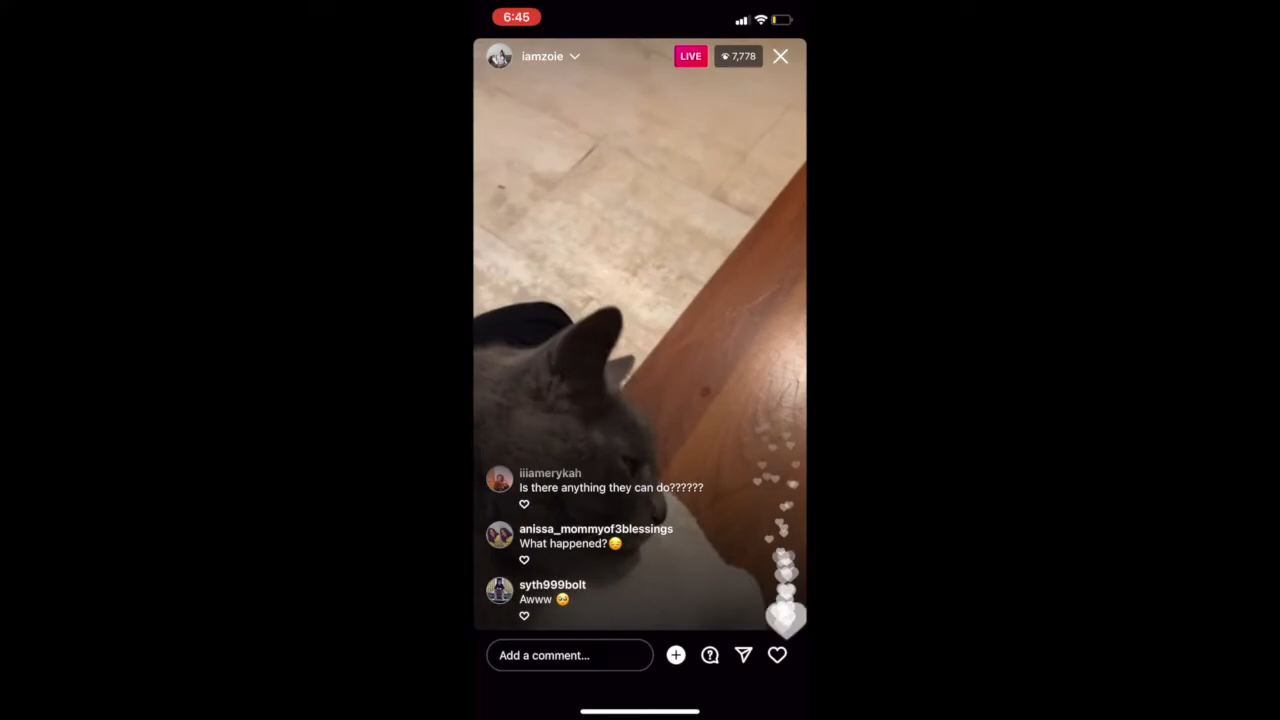 6:45
iamzoie
LIVE
7,778
iiiamerykah
Is there anything they can do??????
anissa_mommyof3blessings
What happened?😔
syth999bolt
Awww 🥺
Add a comment...